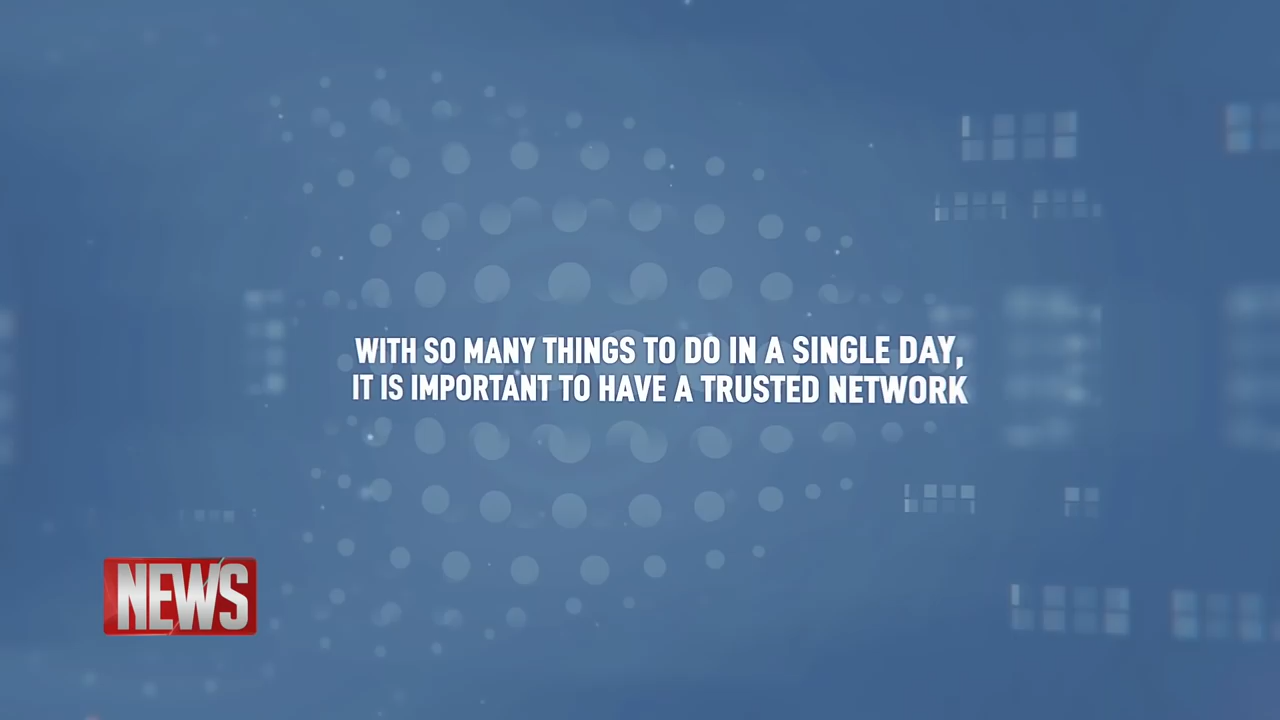 WITH SO MANY THINGS TO DO IN A SINGLE DAY,
IT IS IMPORTANT TO HAVE A TRUSTED NETWORK
NEWS